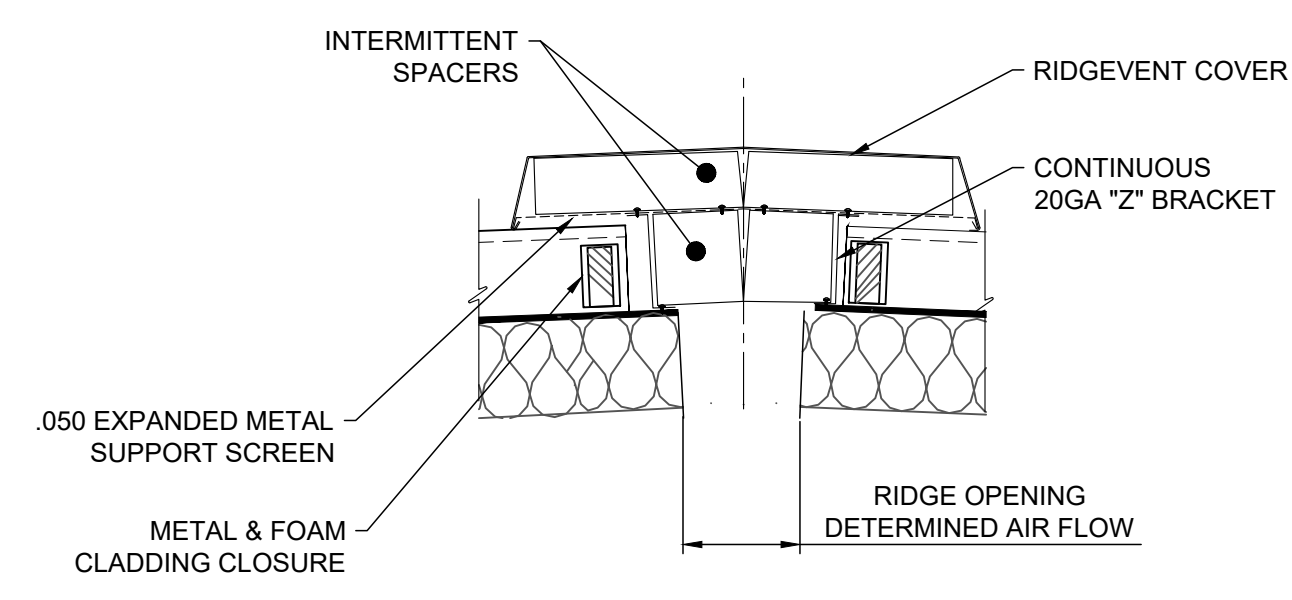 INTERMITTENT
SPACERS
RIDGEVENT COVER
CONTINUOUS
20GA "Z" BRACKET
.050 EXPANDED METAL
SUPPORT SCREEN
METAL & FOAM
CLADDING CLOSURE
RIDGE OPENING
DETERMINED AIR FLOW